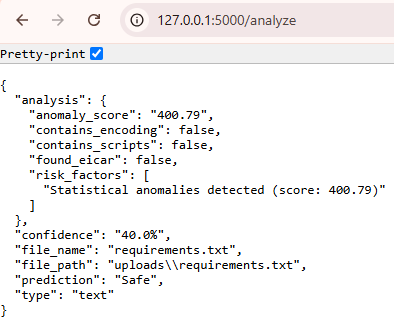 127.0.0.1:5000/analyze
Pretty-print
{
  "analysis": {
    "anomaly_score": "400.79",
    "contains_encoding": false,
    "contains_scripts": false,
    "found_eicar": false,
    "risk_factors": [
      "Statistical anomalies detected (score: 400.79)"
    ]
  },
  "confidence": "40.0%",
  "file_name": "requirements.txt",
  "file_path": "uploads\\requirements.txt",
  "prediction": "Safe",
  "type": "text"
}